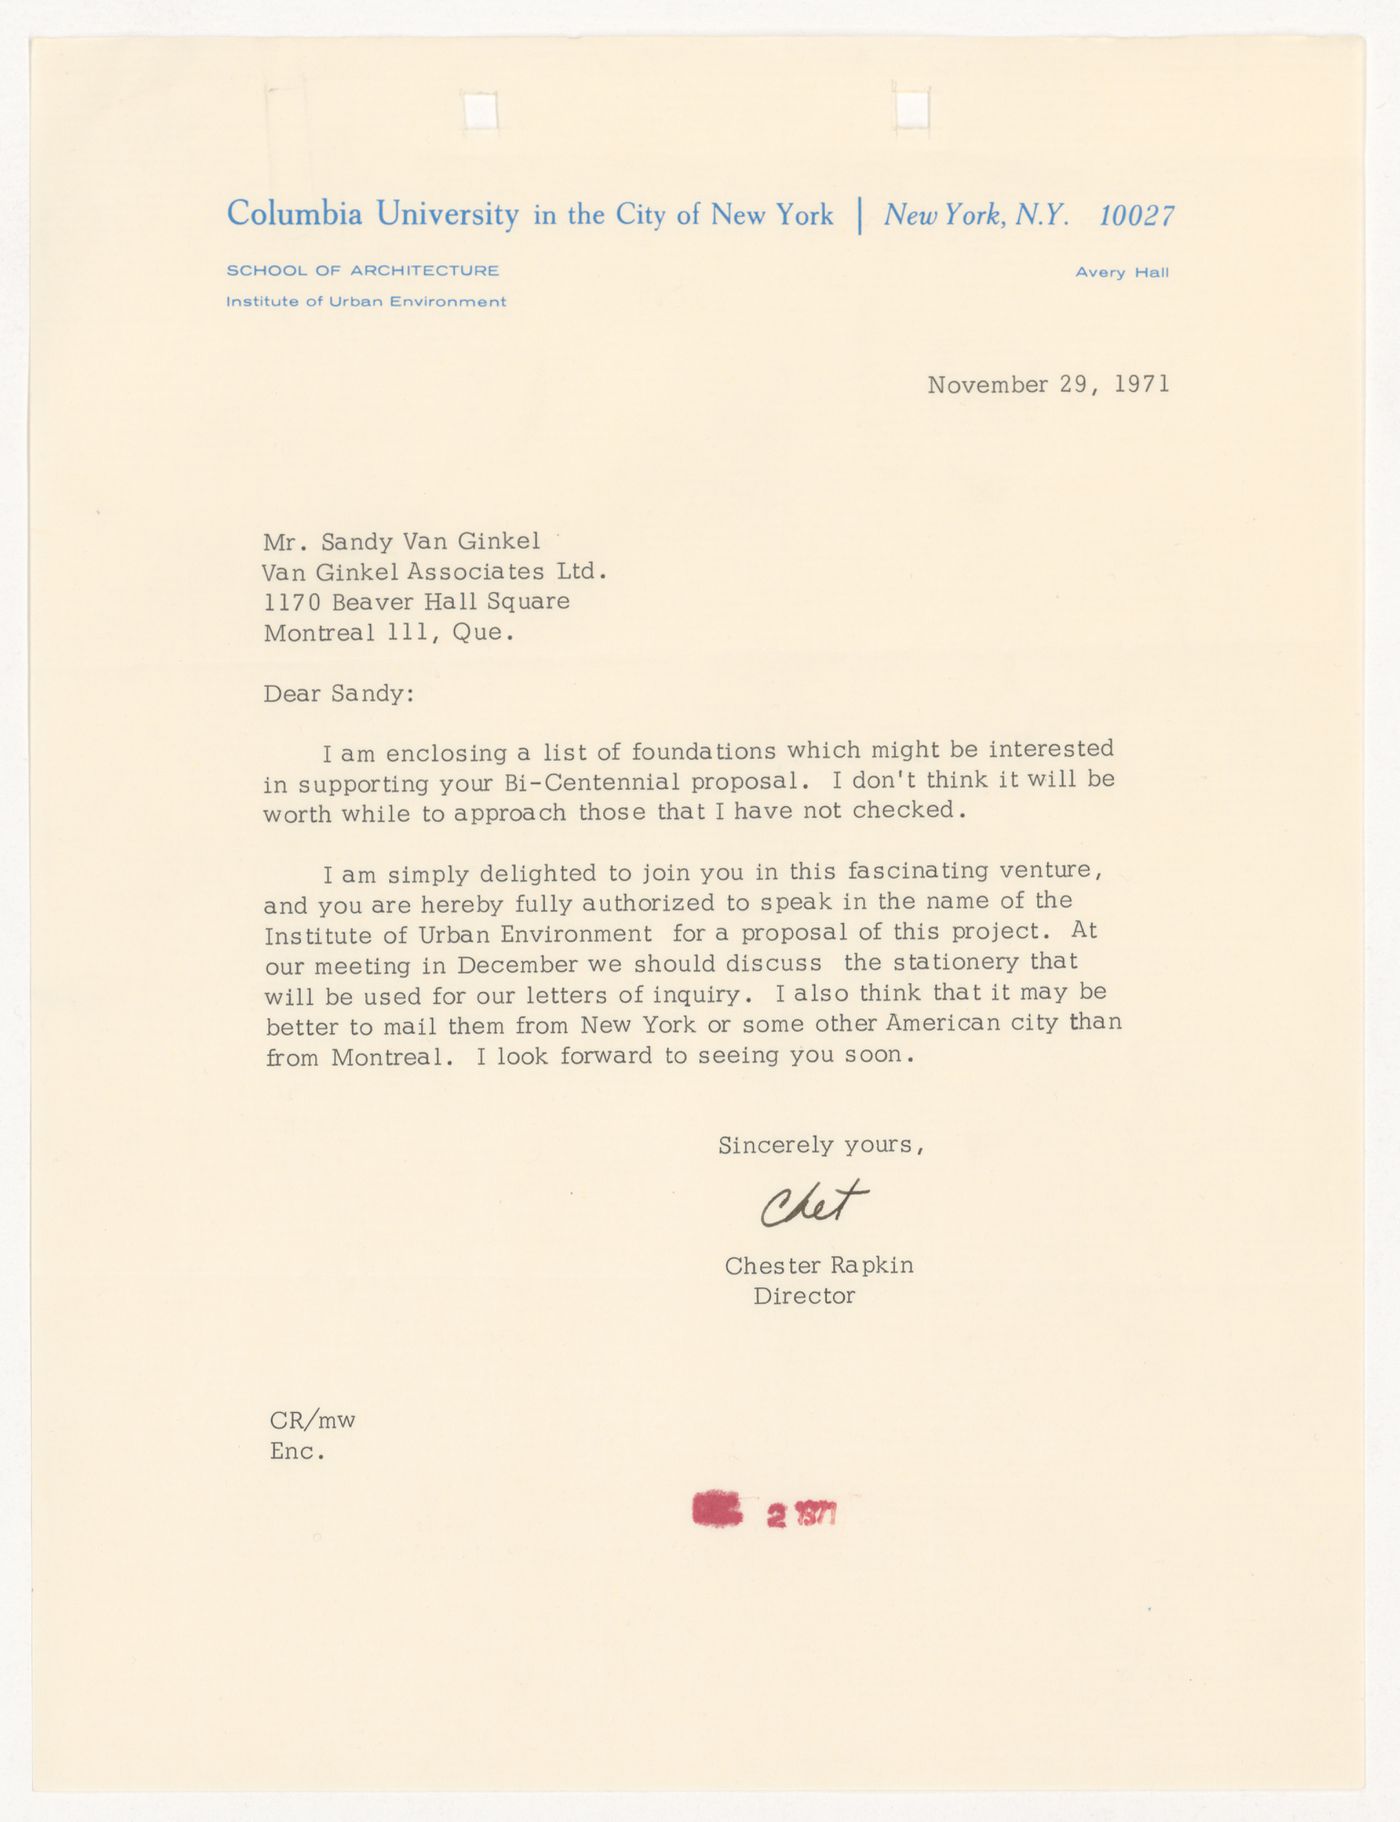 Columbia University in the City of New York | New York, N.Y. 10027
SCHOOL OF ARCHITECTURE Avery Hall
Institute of Urban Environment
November 29, 1971
Mr. Sandy Van Ginkel
Van Ginkel Associates Ltd.
1170 Beaver Hall Square
Montreal 111, Que.
Dear Sandy:
I am enclosing a list of foundations which might be interested
in supporting your Bi-Centennial proposal. I don't think it will be
worth while to approach those that I have not checked.
I am simply delighted to join you in this fascinating venture,
and you are hereby fully authorized to speak in the name of the
Institute of Urban Environment for a proposal of this project. At
our meeting in December we should discuss the stationery that
will be used for our letters of inquiry. I also think that it may be
better to mail them from New York or some other American city than
from Montreal. I look forward to seeing you soon.
Sincerely yours,
Chet
Chester Rapkin
Director
CR/mw
Enc.
2 1971